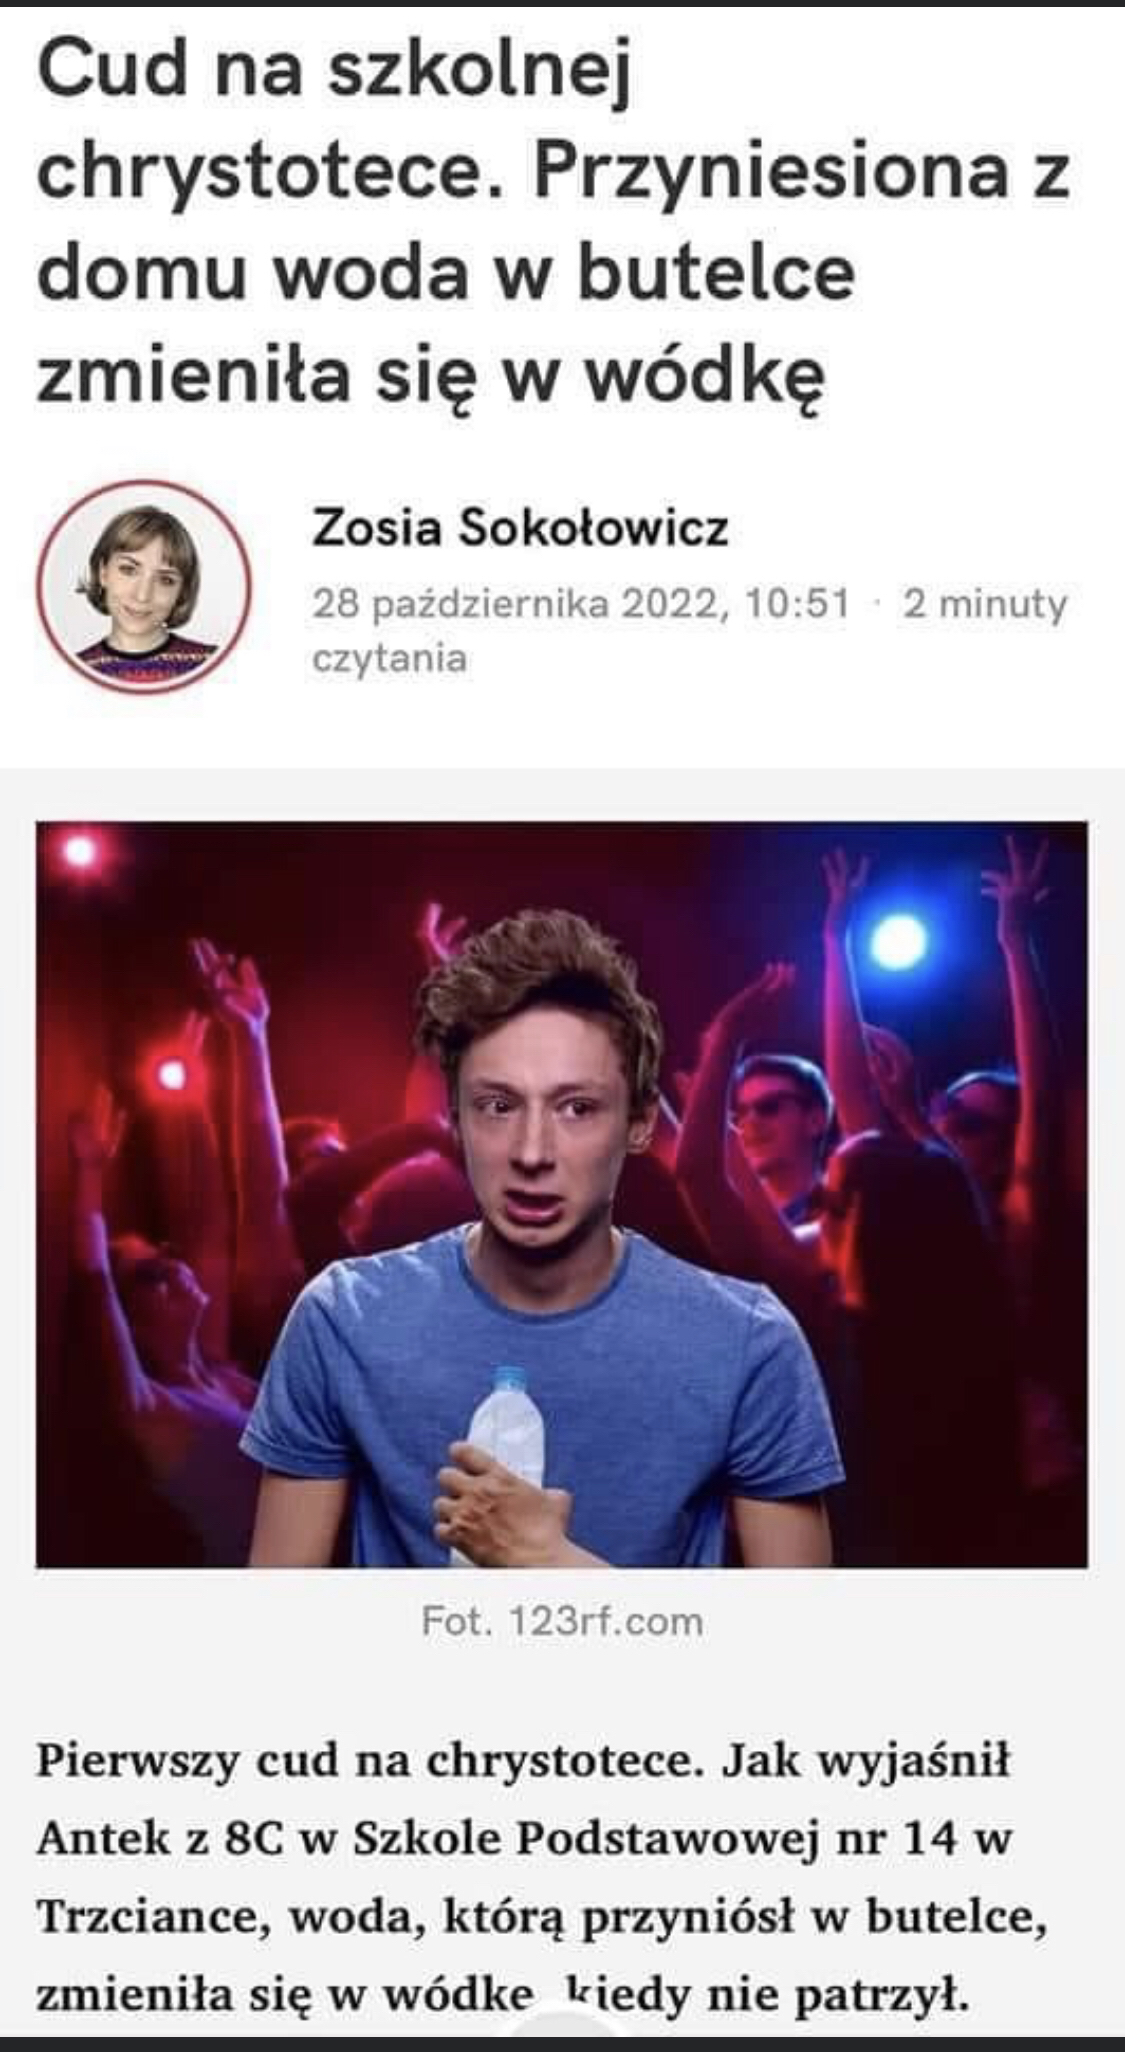 Cud na szkolnej
chrystotece. Przyniesiona z
domu woda w butelce
zmieniła się w wódkę
Zosia Sokołowicz
28 października 2022, 10:51 · 2 minuty
czytania
Fot. 123rf.com
Pierwszy cud na chrystotece. Jak wyjaśnił
Antek z 8C w Szkole Podstawowej nr 14 w
Trzciance, woda, którą przyniósł w butelce,
zmieniła się w wódkę, kiedy nie patrzył.